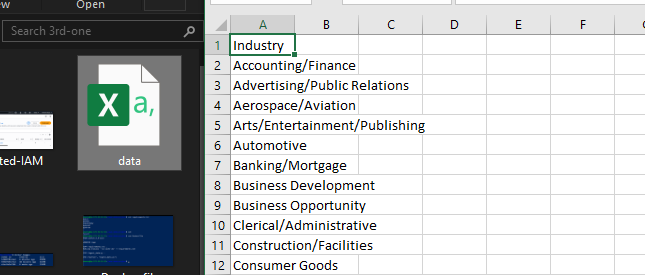 ew
Open
Search 3rd-one
ted-IAM
data
A B C D E F
1 Industry
2 Accounting/Finance
3 Advertising/Public Relations
4 Aerospace/Aviation
5 Arts/Entertainment/Publishing
6 Automotive
7 Banking/Mortgage
8 Business Development
9 Business Opportunity
10 Clerical/Administrative
11 Construction/Facilities
12 Consumer Goods